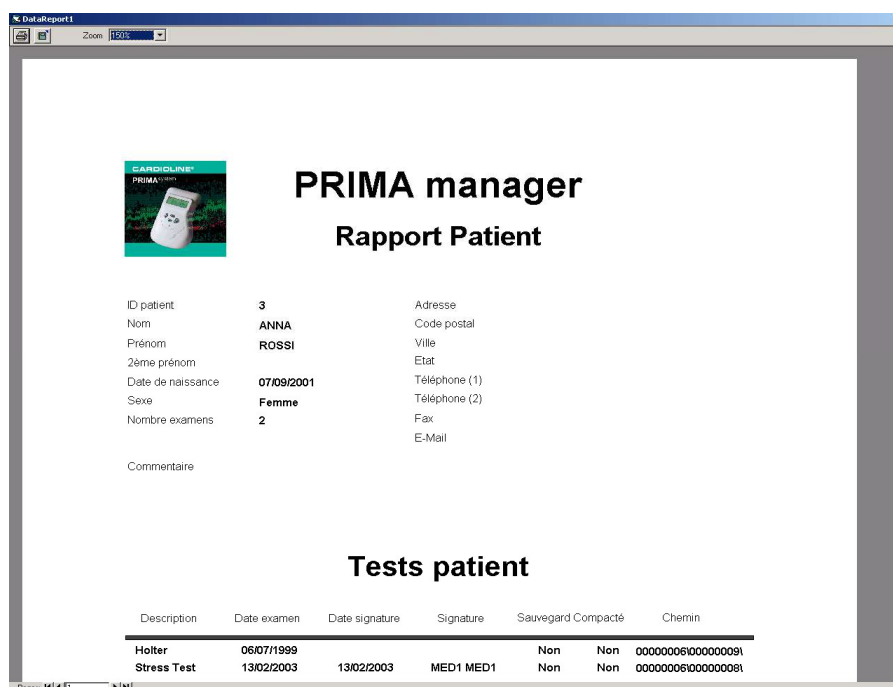 DataReport1
Zoom 150%
CARDIOLINE®
PRIMA system
PRIMA manager
Rapport Patient
ID patient 3 Adresse
Nom ANNA Code postal
Prénom ROSSI Ville
2ème prénom Etat
Date de naissance 07/09/2001 Téléphone (1)
Sexe Femme Téléphone (2)
Nombre examens 2 Fax
E-Mail
Commentaire
Tests patient
Description Date examen Date signature Signature Sauvegard Compacté Chemin
Holter 06/07/1999 Non Non 00000006\00000009\
Stress Test 13/02/2003 13/02/2003 MED1 MED1 Non Non 00000006\00000008\